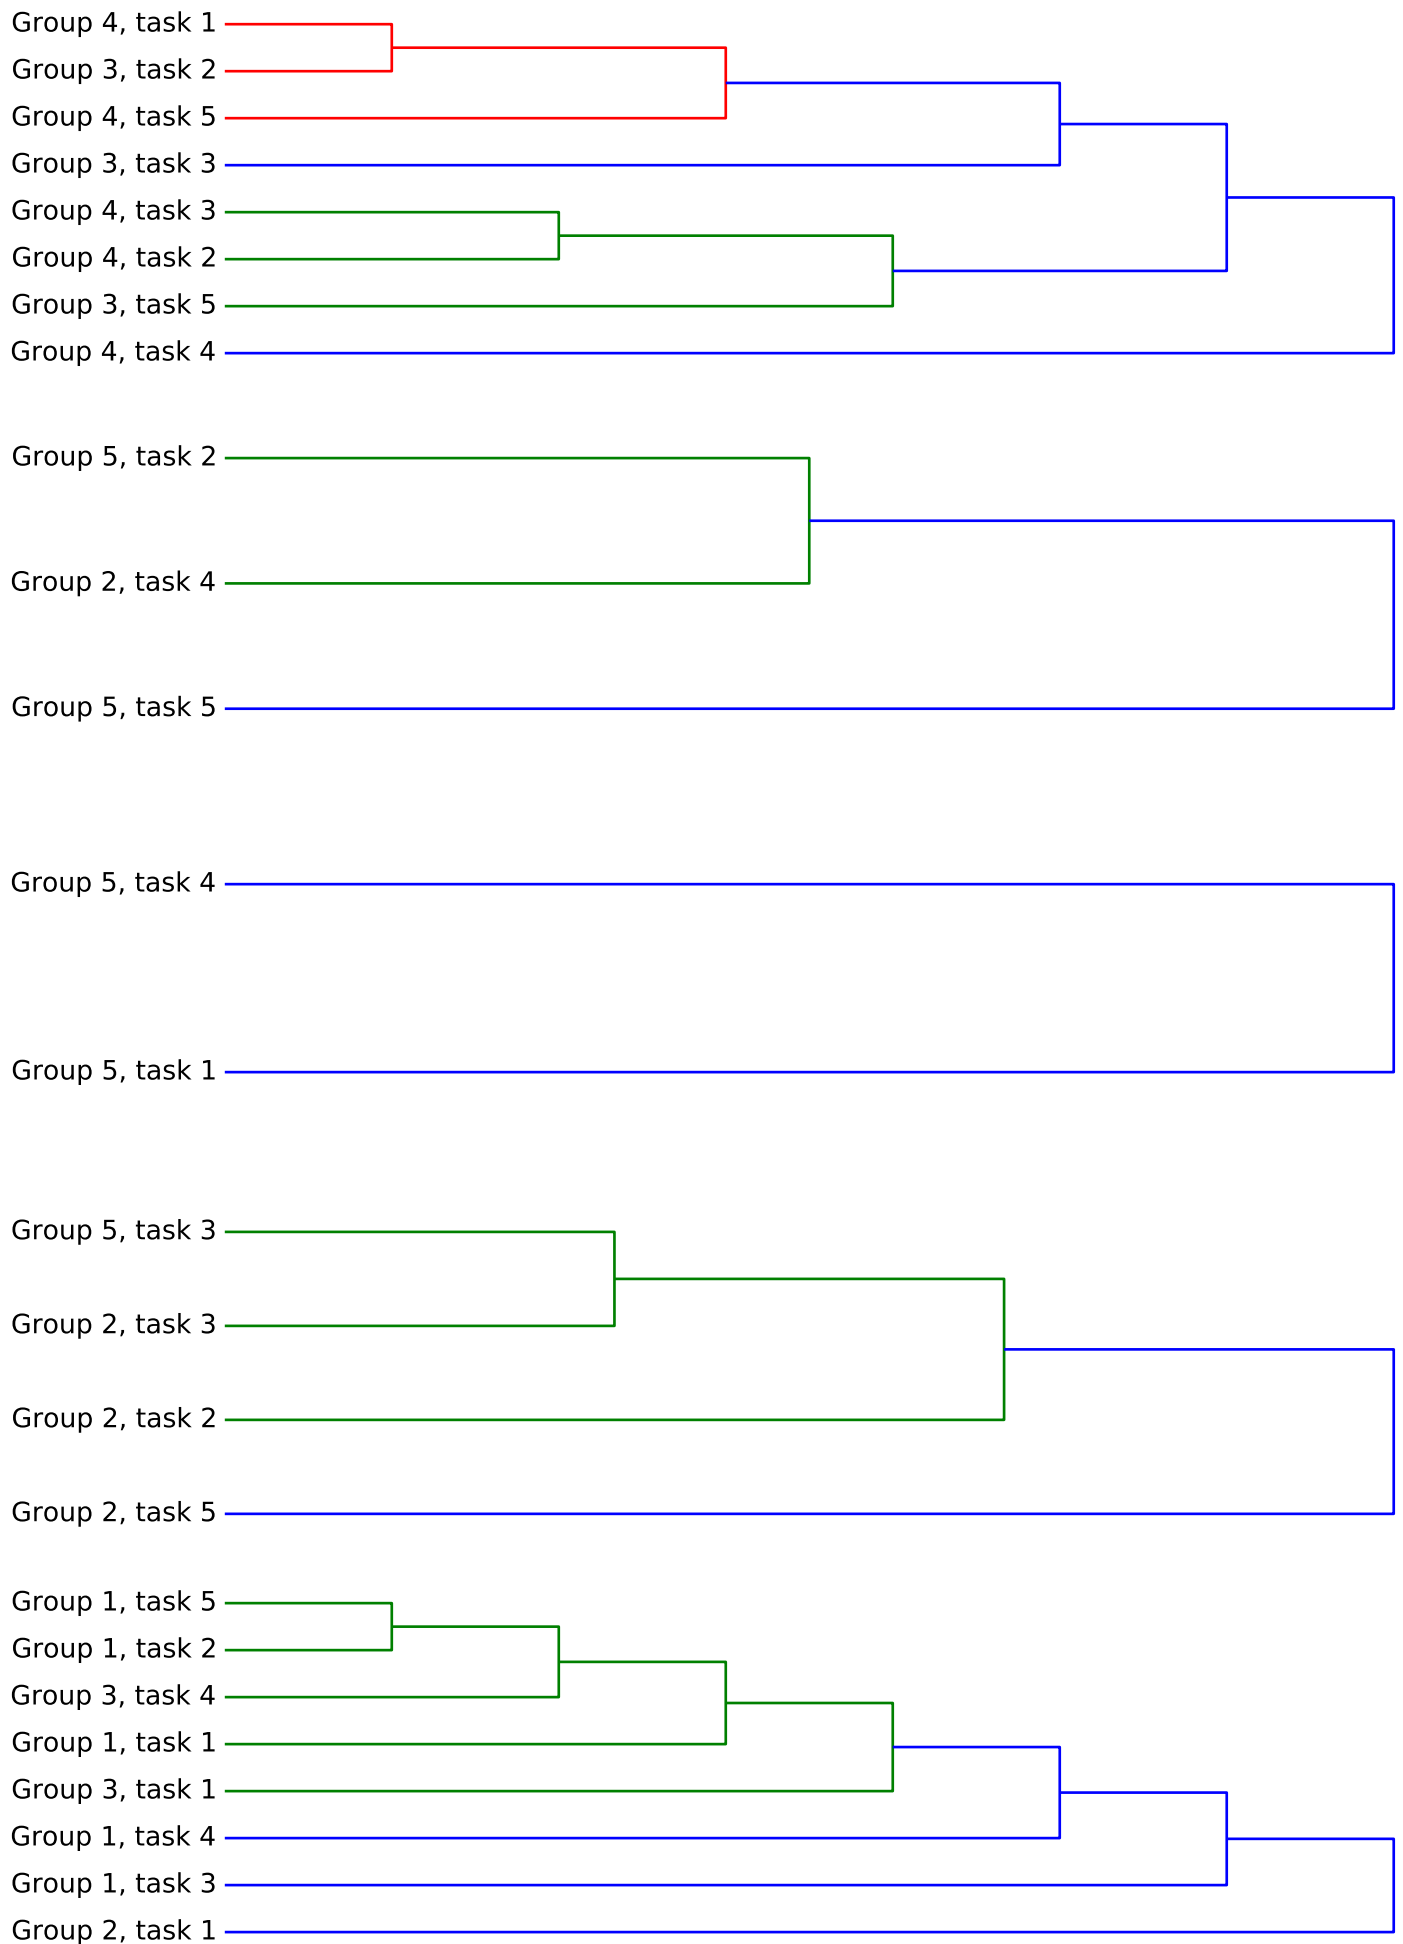 Group 4, task 1
Group 3, task 2
Group 4, task 5
Group 3, task 3
Group 4, task 3
Group 4, task 2
Group 3, task 5
Group 4, task 4
Group 5, task 2
Group 2, task 4
Group 5, task 5
Group 5, task 4
Group 5, task 1
Group 5, task 3
Group 2, task 3
Group 2, task 2
Group 2, task 5
Group 1, task 5
Group 1, task 2
Group 3, task 4
Group 1, task 1
Group 3, task 1
Group 1, task 4
Group 1, task 3
Group 2, task 1